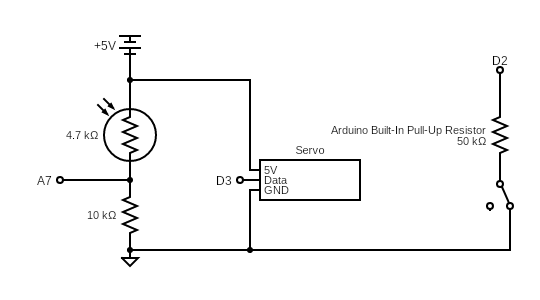 +5V
D2
4.7 kΩ
Arduino Built-In Pull-Up Resistor
50 kΩ
Servo
5V
Data
GND
A7
D3
10 kΩ